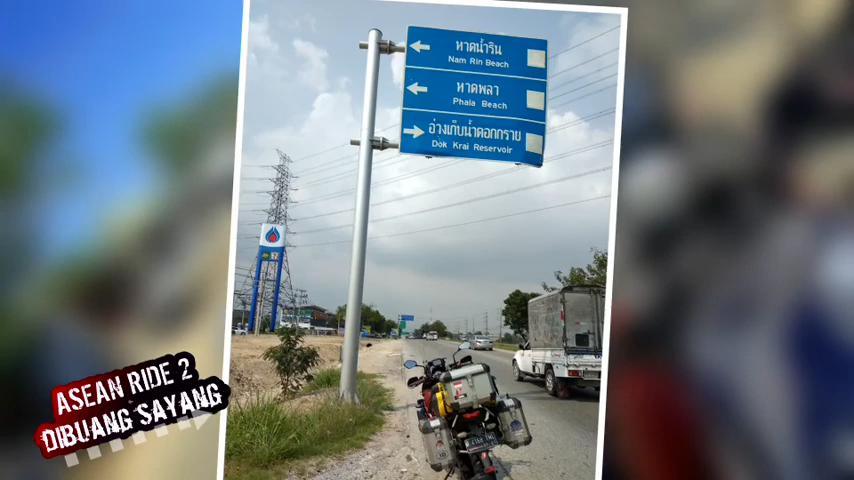 หาดน้ำริน
Nam Rin Beach
หาดพลา
Phala Beach
อ่างเก็บน้ำดอกกราย
Dok Krai Reservoir
ASEAN RIDE 2
DIBUANG SAYANG